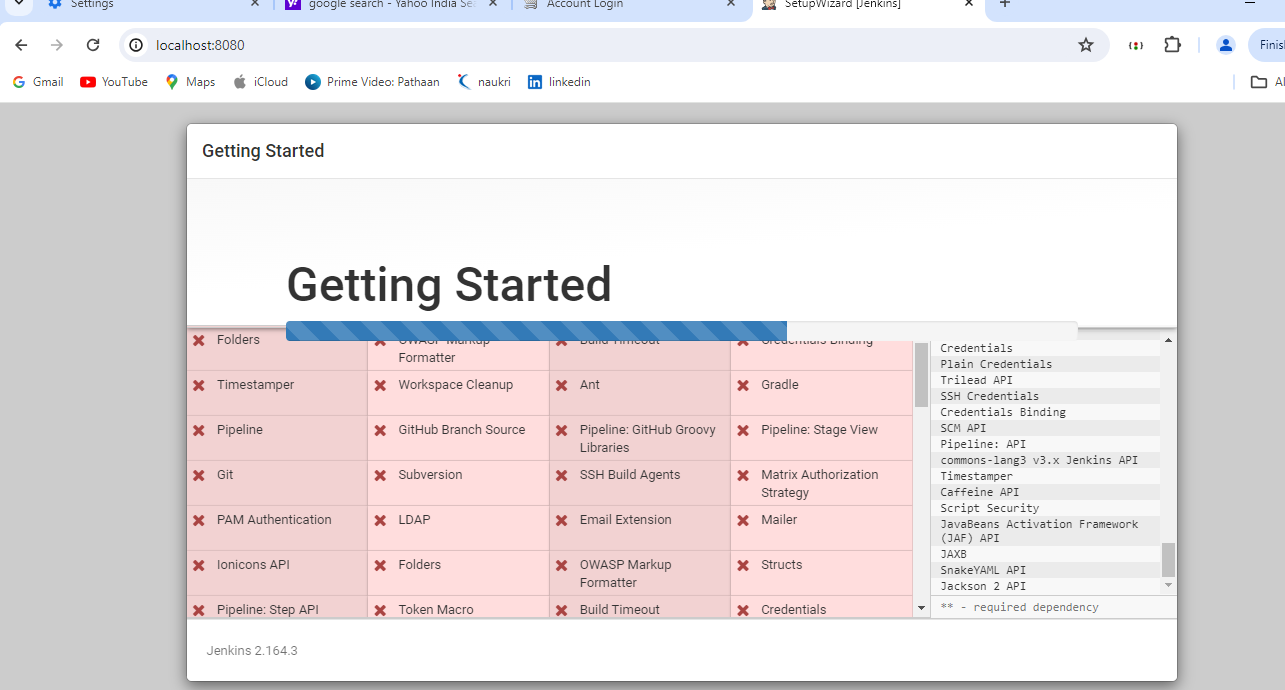 Settings
google search - Yahoo India Se
Account Login
SetupWizard [Jenkins]
localhost:8080
Finis
Gmail
YouTube
Maps
iCloud
Prime Video: Pathaan
naukri
linkedin
Al
Getting Started
Getting Started
Folders
OWASP Markup
Formatter
Build Timeout
Credentials Binding
Timestamper
Workspace Cleanup
Ant
Gradle
Pipeline
GitHub Branch Source
Pipeline: GitHub Groovy
Libraries
Pipeline: Stage View
Git
Subversion
SSH Build Agents
Matrix Authorization
Strategy
PAM Authentication
LDAP
Email Extension
Mailer
Ionicons API
Folders
OWASP Markup
Formatter
Structs
Pipeline: Step API
Token Macro
Build Timeout
Credentials
Credentials
Plain Credentials
Trilead API
SSH Credentials
Credentials Binding
SCM API
Pipeline: API
commons-lang3 v3.x Jenkins API
Timestamper
Caffeine API
Script Security
JavaBeans Activation Framework
(JAF) API
JAXB
SnakeYAML API
Jackson 2 API
** - required dependency
Jenkins 2.164.3